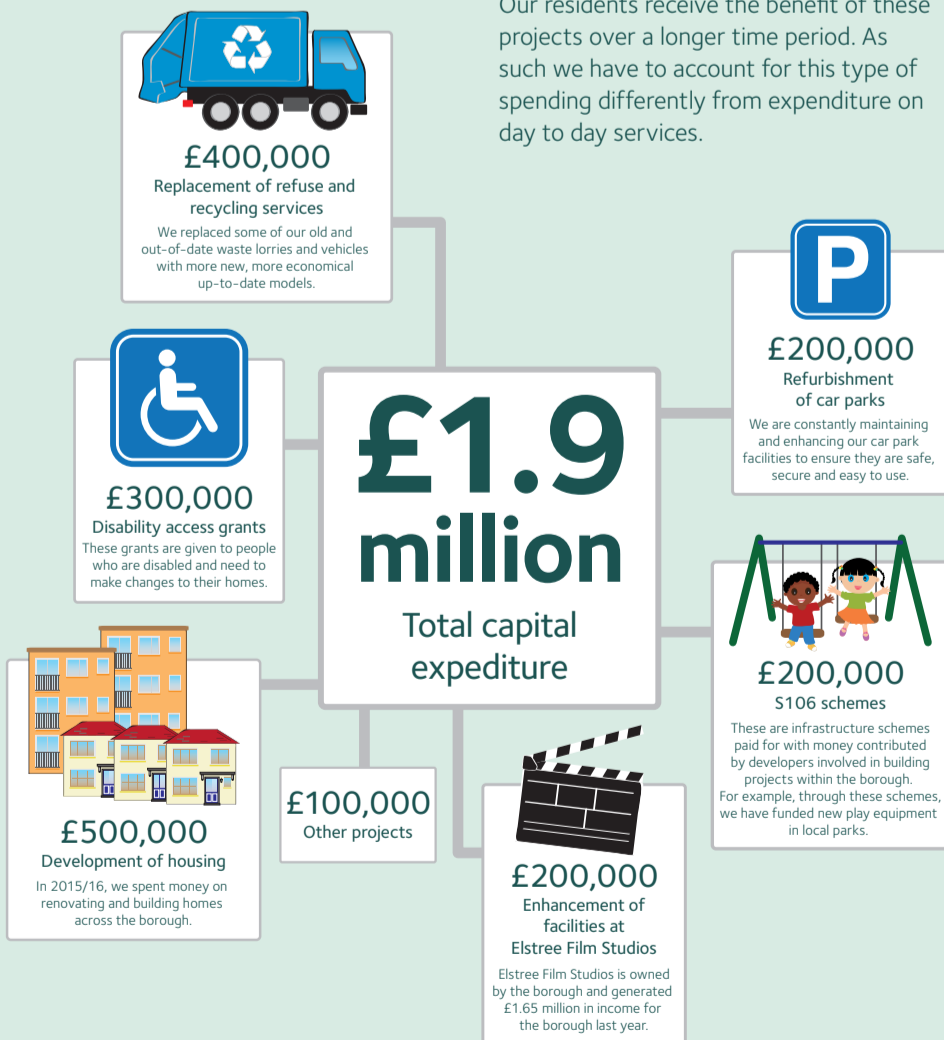 Our residents receive the benefit of these
projects over a longer time period. As
such we have to account for this type of
spending differently from expenditure on
day to day services.
£400,000
Replacement of refuse and
recycling services
We replaced some of our old and
out-of-date waste lorries and vehicles
with more new, more economical
up-to-date models.
P
£200,000
Refurbishment
of car parks
We are constantly maintaining
and enhancing our car park
facilities to ensure they are safe,
secure and easy to use.
£300,000
Disability access grants
These grants are given to people
who are disabled and need to
make changes to their homes.
£1.9
million
Total capital
expediture
£200,000
S106 schemes
These are infrastructure schemes
paid for with money contributed
by developers involved in building
projects within the borough.
For example, through these schemes,
we have funded new play equipment
in local parks.
£500,000
Development of housing
In 2015/16, we spent money on
renovating and building homes
across the borough.
£100,000
Other projects
£200,000
Enhancement of
facilities at
Elstree Film Studios
Elstree Film Studios is owned
by the borough and generated
£1.65 million in income for
the borough last year.